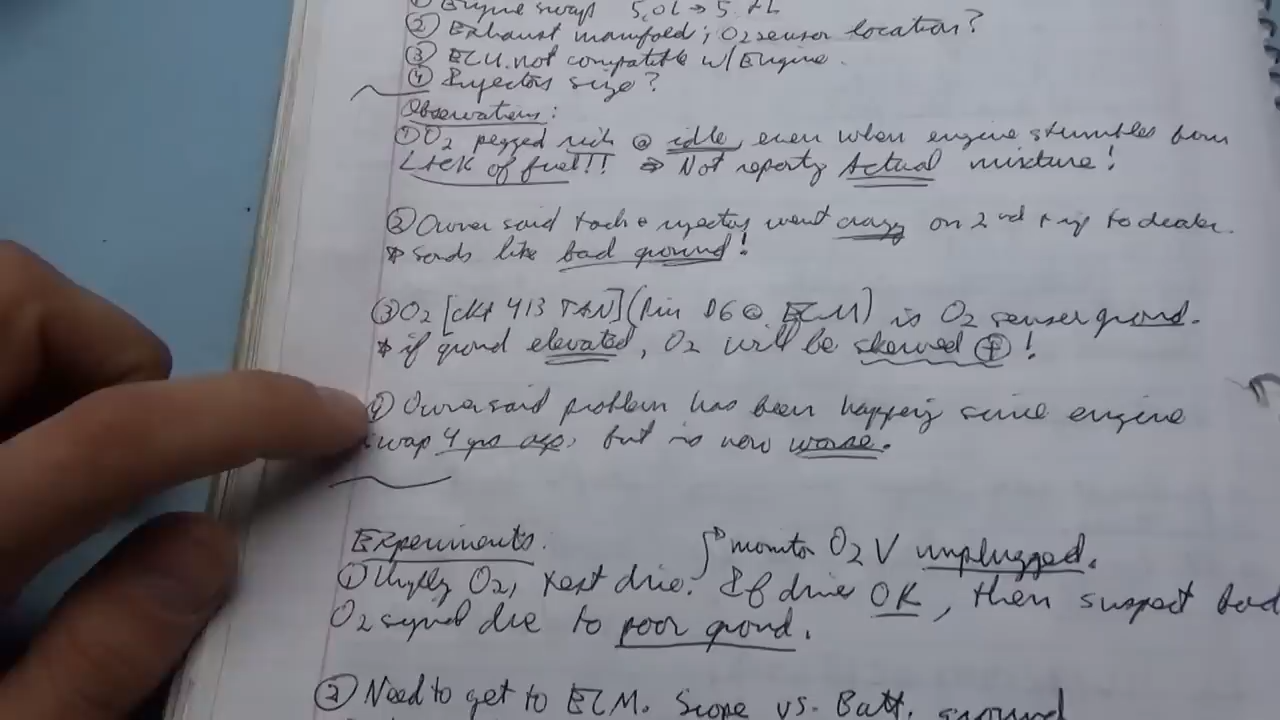 ① Engine swap 5.0L → 5.7L
② Exhaust manifold; O2 sensor location?
③ ECU not compatible w/ Engine.
④ Injectors size?
Observations:
① O2 pegged rich @ idle, even when engine stumbles from
Lack of fuel!! ⇒ Not reporting Actual mixture!
② Owner said tach & injectors went crazy on 2nd trip to dealer.
* Sounds like bad ground!
③ O2 [ckt 413 TAN] (Pin D6 @ ECM) is O2 sensor ground.
* if ground elevated, O2 will be skewed ⊕!
④ Owner said problem has been happening since engine
swap 4 yrs ago, but is now worse.
Experiments:
monitor O2 V unplugged.
① Unplug O2, test drive. If drive OK, then suspect bad
O2 signal due to poor ground.
② Need to get to ECM. Scope vs. Batt. ground